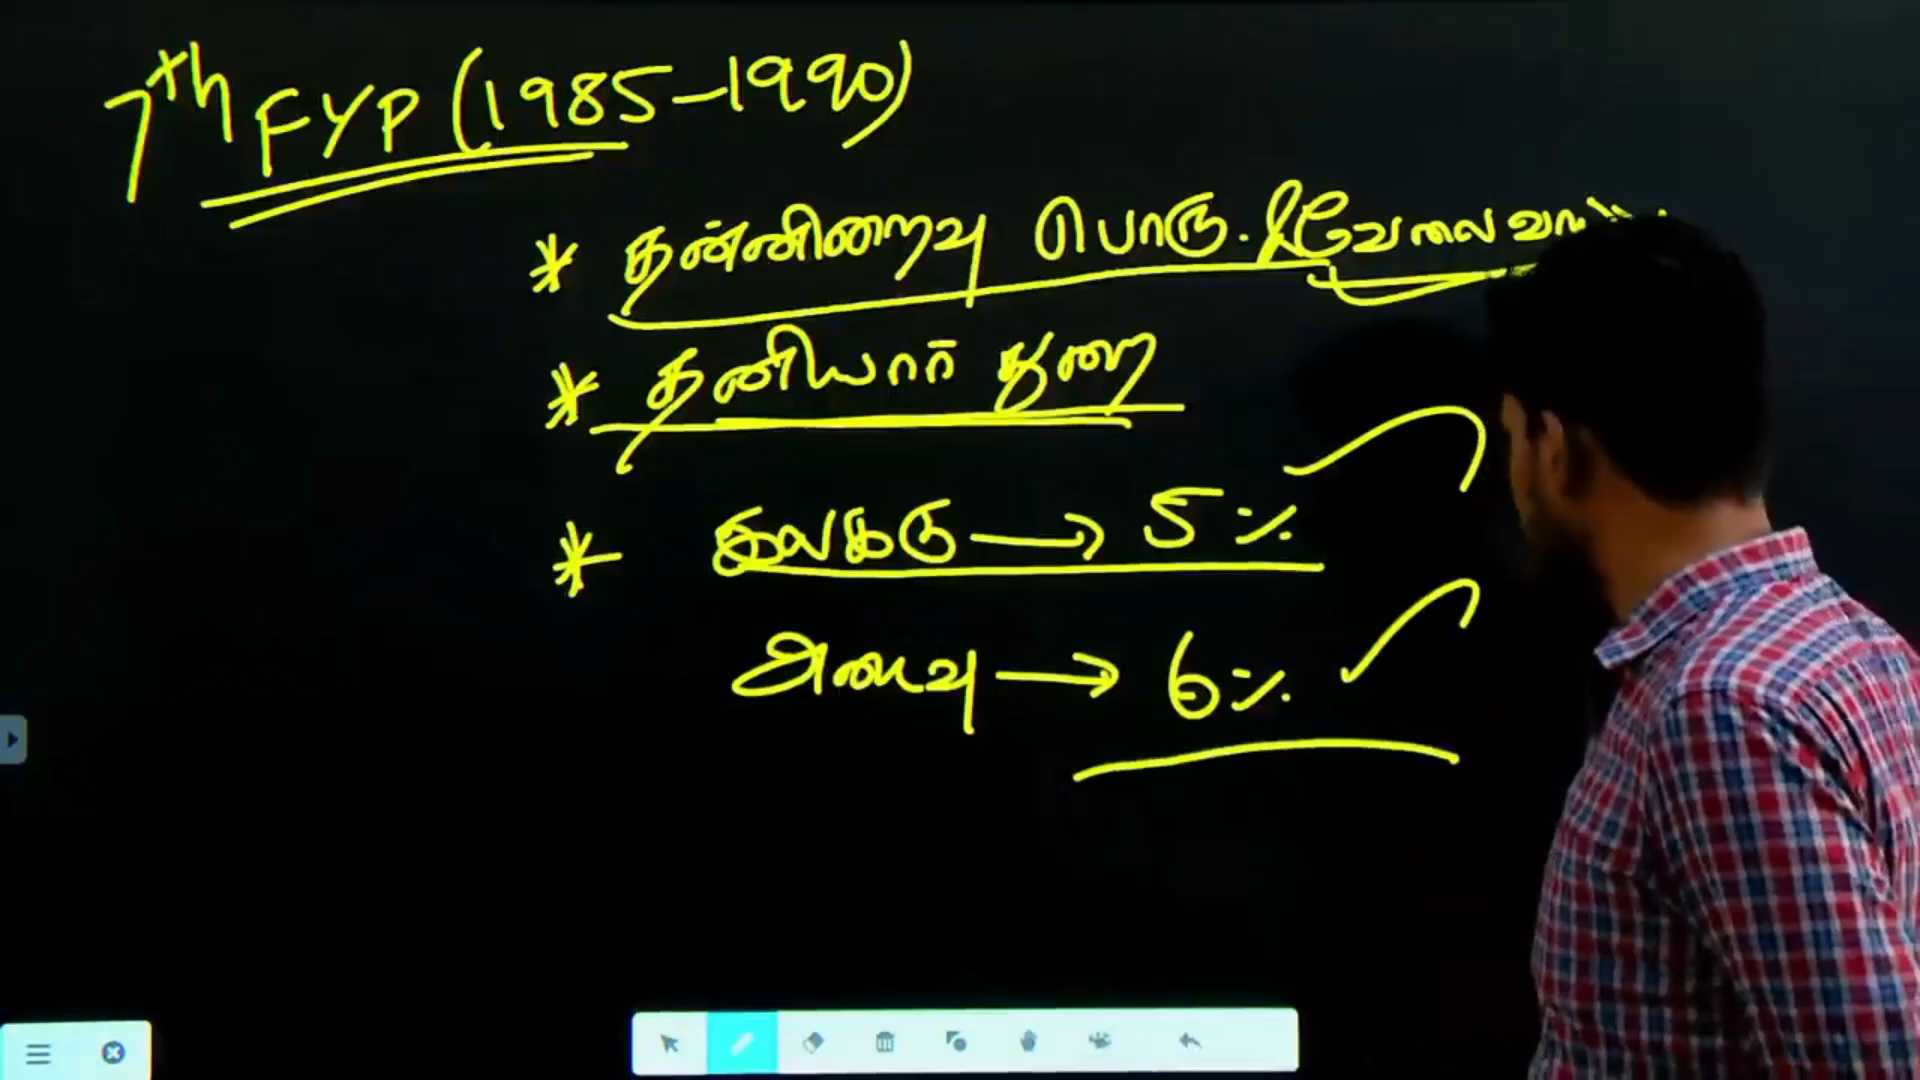 7th FYP (1985-1990)
* தன்னிறைவு பொரு. & வேலை வா
* தனியார் துறை
* இலக்கு → 5%
அடைவு → 6%